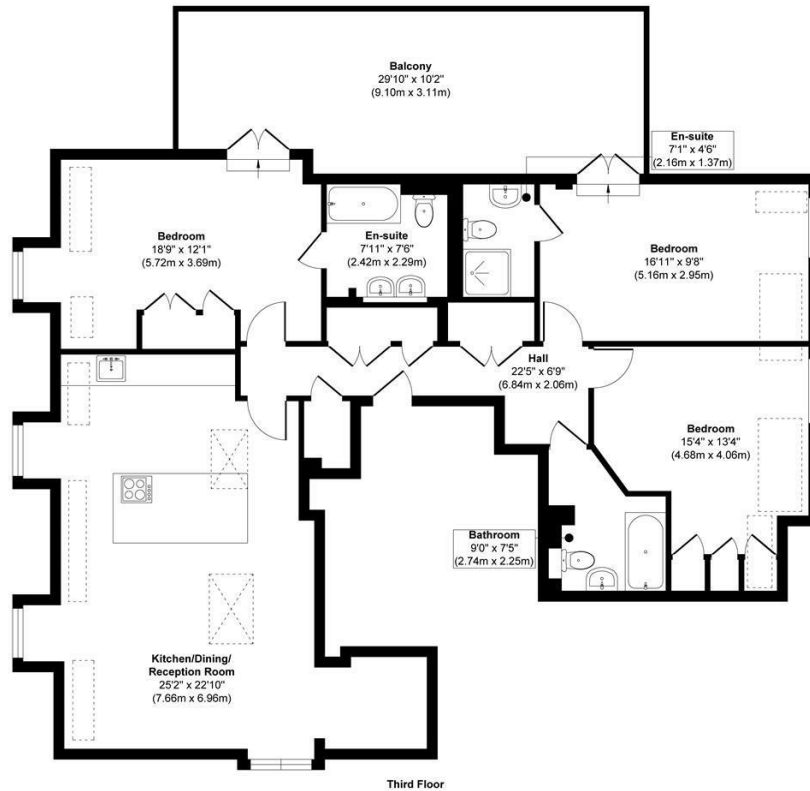 Balcony
29'10" x 10'2"
(9.10m x 3.11m)
En-suite
7'1" x 4'6"
(2.16m x 1.37m)
Bedroom
18'9" x 12'1"
(5.72m x 3.69m)
En-suite
7'11" x 7'6"
(2.42m x 2.29m)
Bedroom
16'11" x 9'8"
(5.16m x 2.95m)
Hall
22'5" x 6'9"
(6.84m x 2.06m)
Bedroom
15'4" x 13'4"
(4.68m x 4.06m)
Bathroom
9'0" x 7'5"
(2.74m x 2.25m)
Kitchen/Dining/
Reception Room
25'2" x 22'10"
(7.66m x 6.96m)
Third Floor